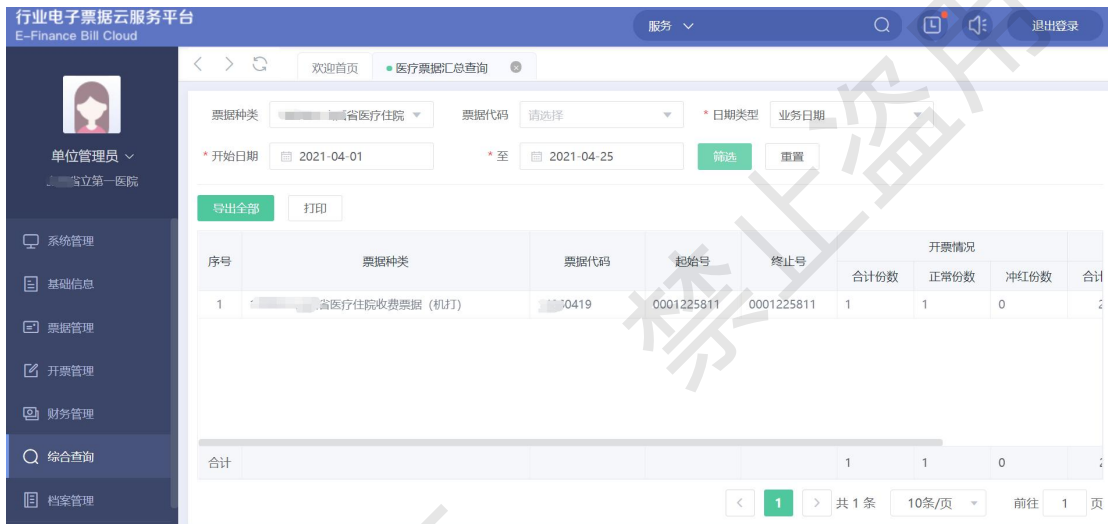 行业电子票据云服务平台
E-Finance Bill Cloud
服务
退出登录
欢迎首页
医疗票据汇总查询
单位管理员
省立第一医院
票据种类
省医疗住院
票据代码
请选择
* 日期类型
业务日期
* 开始日期
2021-04-01
* 至
2021-04-25
筛选
重置
导出全部
打印
系统管理
基础信息
票据管理
开票管理
财务管理
综合查询
档案管理
序号
票据种类
票据代码
起始号
终止号
开票情况
合计份数
正常份数
冲红份数
合计
1
省医疗住院收费票据（机打）
0419
0001225811
0001225811
1
1
0
合计
1
1
0
1
共 1 条
10条/页
前往
1
页
禁止盗用